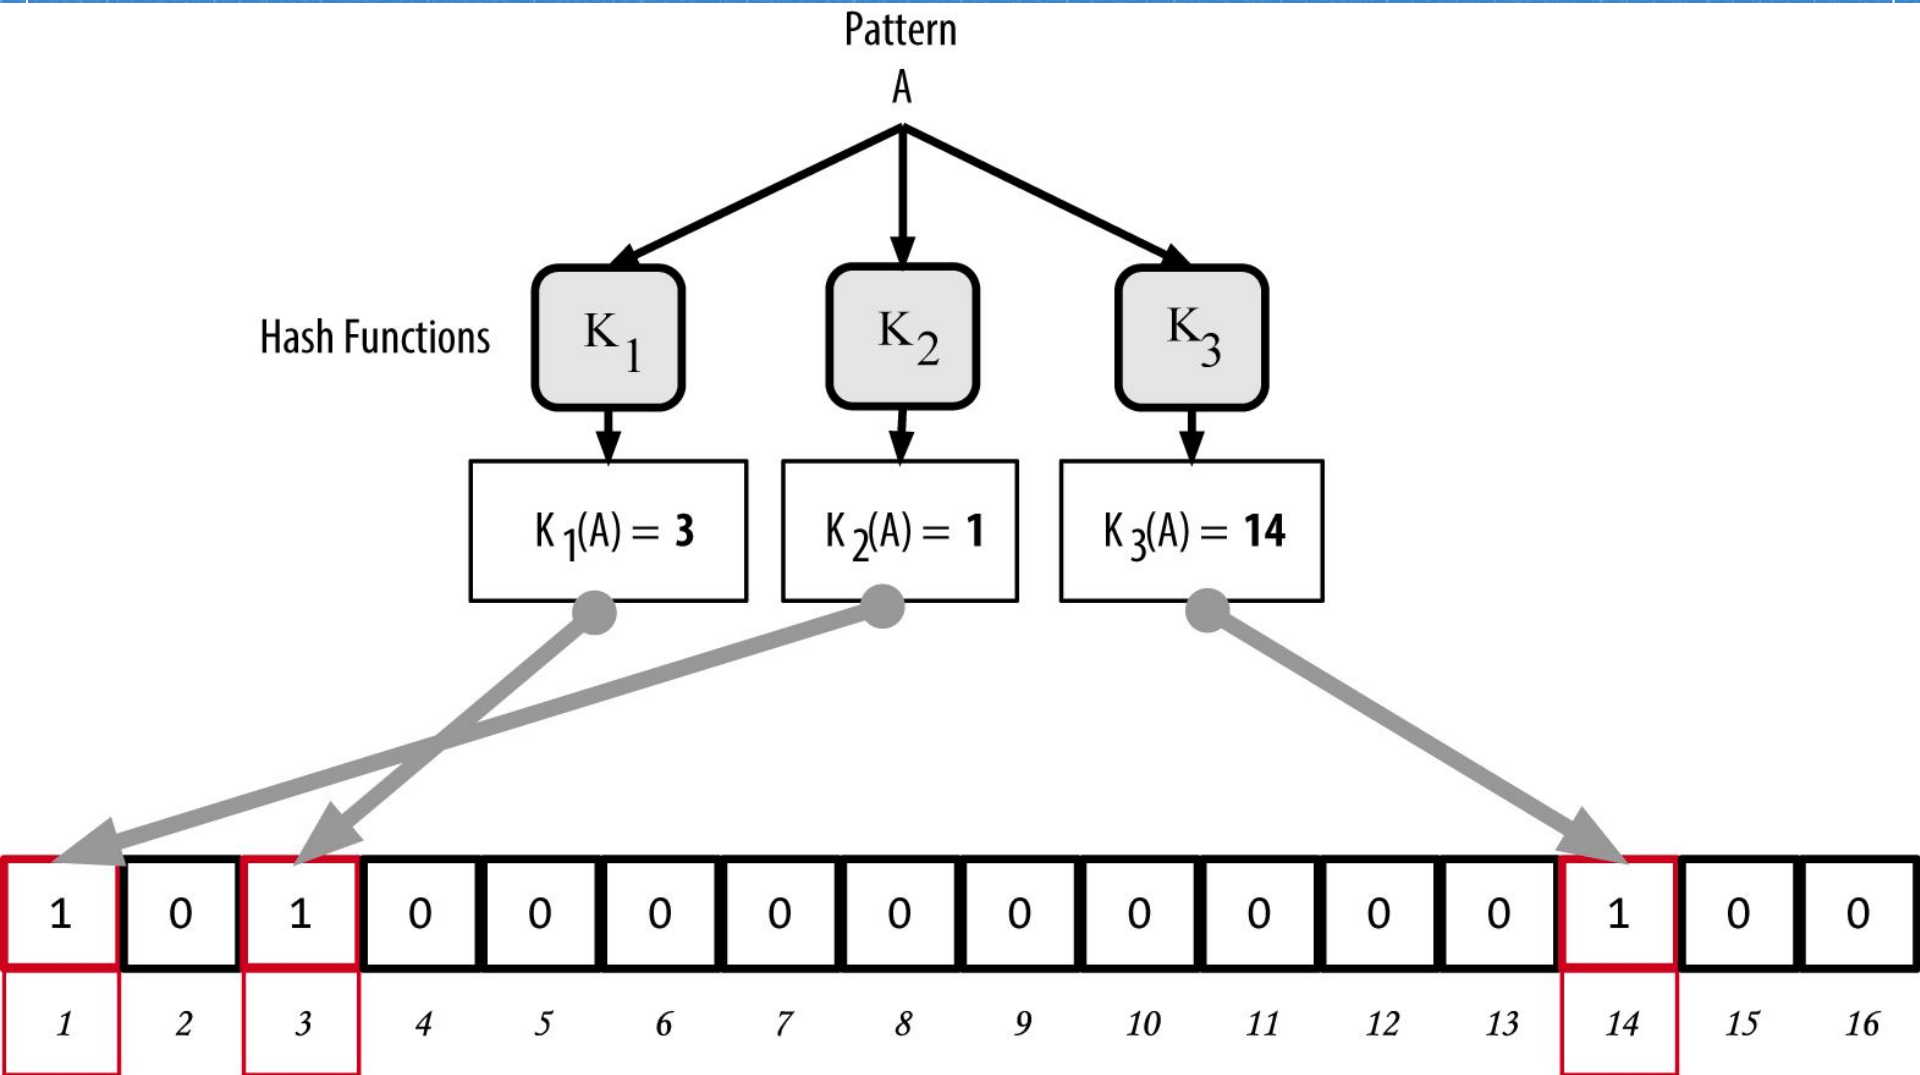 Pattern
A
Hash Functions K1 K2 K3
K1(A) = 3 K2(A) = 1 K3(A) = 14
1 0 1 0 0 0 0 0 0 0 0 0 0 1 0 0
1 2 3 4 5 6 7 8 9 10 11 12 13 14 15 16